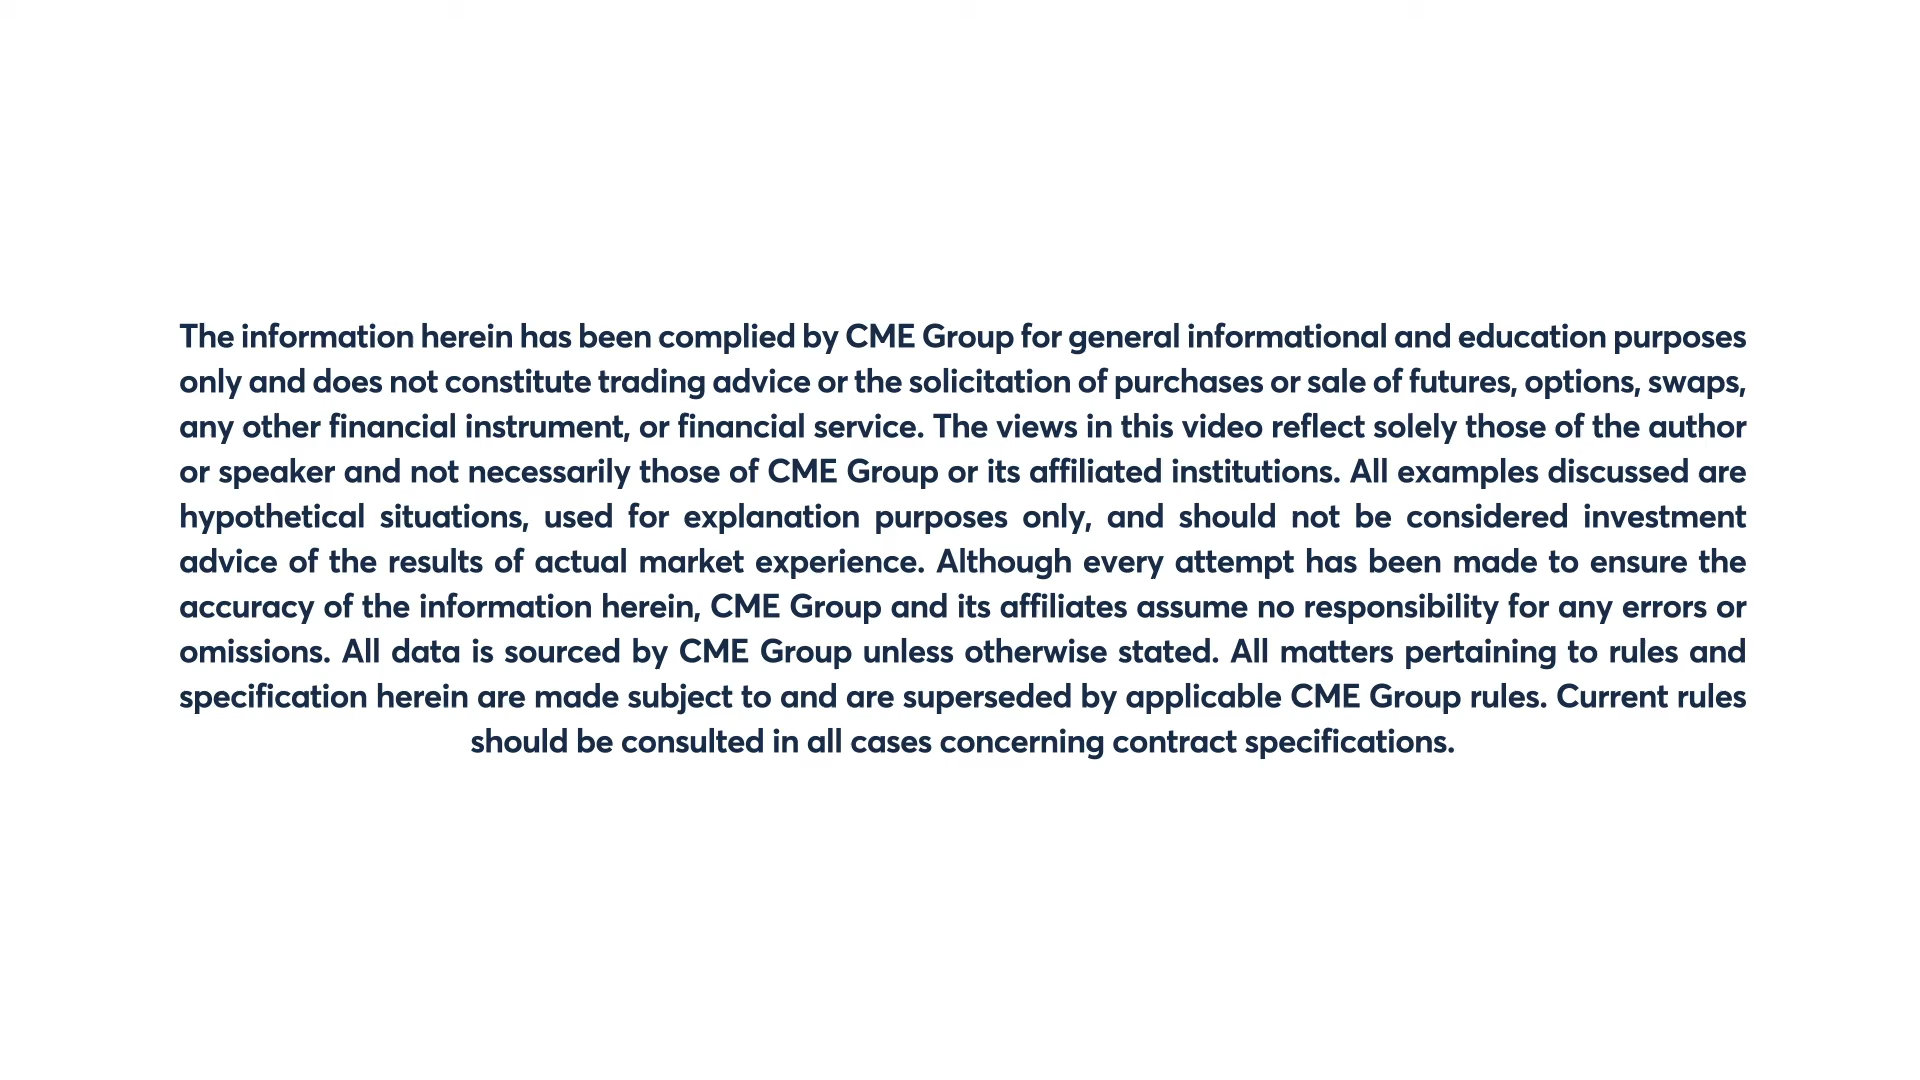 The information herein has been complied by CME Group for general informational and education purposes
only and does not constitute trading advice or the solicitation of purchases or sale of futures, options, swaps,
any other financial instrument, or financial service. The views in this video reflect solely those of the author
or speaker and not necessarily those of CME Group or its affiliated institutions. All examples discussed are
hypothetical situations, used for explanation purposes only, and should not be considered investment
advice of the results of actual market experience. Although every attempt has been made to ensure the
accuracy of the information herein, CME Group and its affiliates assume no responsibility for any errors or
omissions. All data is sourced by CME Group unless otherwise stated. All matters pertaining to rules and
specification herein are made subject to and are superseded by applicable CME Group rules. Current rules
should be consulted in all cases concerning contract specifications.